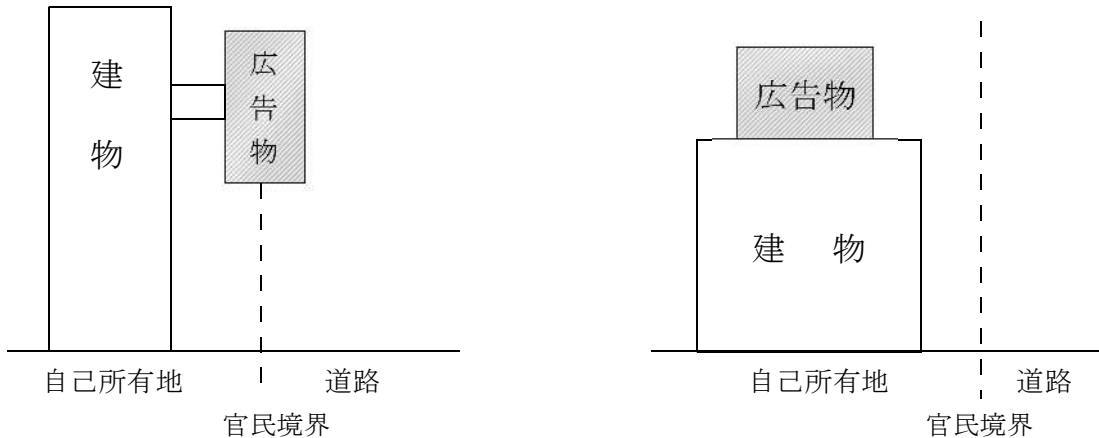 建物
広告物
自己所有地
道路
官民境界
広告物
建 物
自己所有地
道路
官民境界